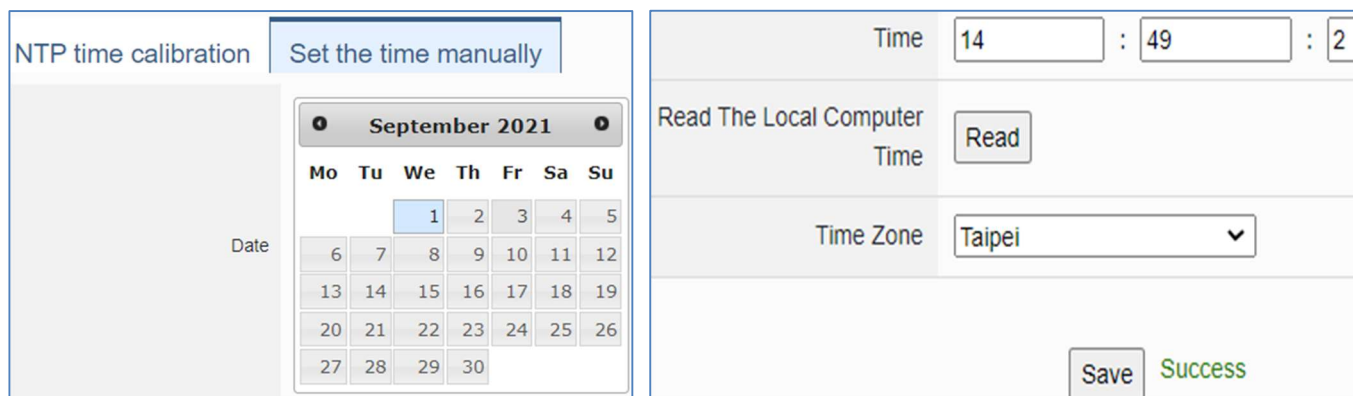 NTP time calibration Set the time manually
September 2021
Mo Tu We Th Fr Sa Su
1 2 3 4 5
Date
6 7 8 9 10 11 12
13 14 15 16 17 18 19
20 21 22 23 24 25 26
27 28 29 30
Time 14 : 49 : 2
Read The Local Computer
Time
Read
Time Zone Taipei
Save Success